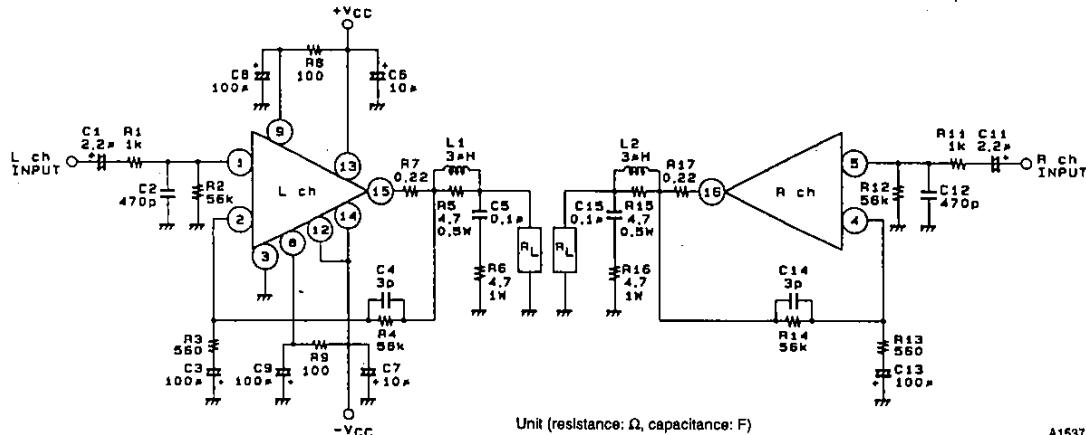 +VCC
R8
100
C8
100μ
+
C6
10μ
+
C1
2.2μ
+
R1
1k
L ch
INPUT
C2
470p
R2
56k
1
2
3
8
9
12
13
14
15
L ch
R7
0.22
L1
3μH
R5
4.7
0.5W
C5
0.1μ
R6
4.7
1W
RL
C4
3p
R4
56k
R3
560
C3
100μ
+
C9
100μ
+
R9
100
C7
+10μ
-VCC
L2
3μH
R17
0.22
C15
0.1μ
R15
4.7
0.5W
R16
4.7
1W
RL
16
R ch
5
4
R11
1k
C11
2.2μ
+
R ch
INPUT
R12
56k
C12
470p
C14
3p
R14
56k
R13
560
C13
100μ
+
Unit (resistance: Ω, capacitance: F)
A1537